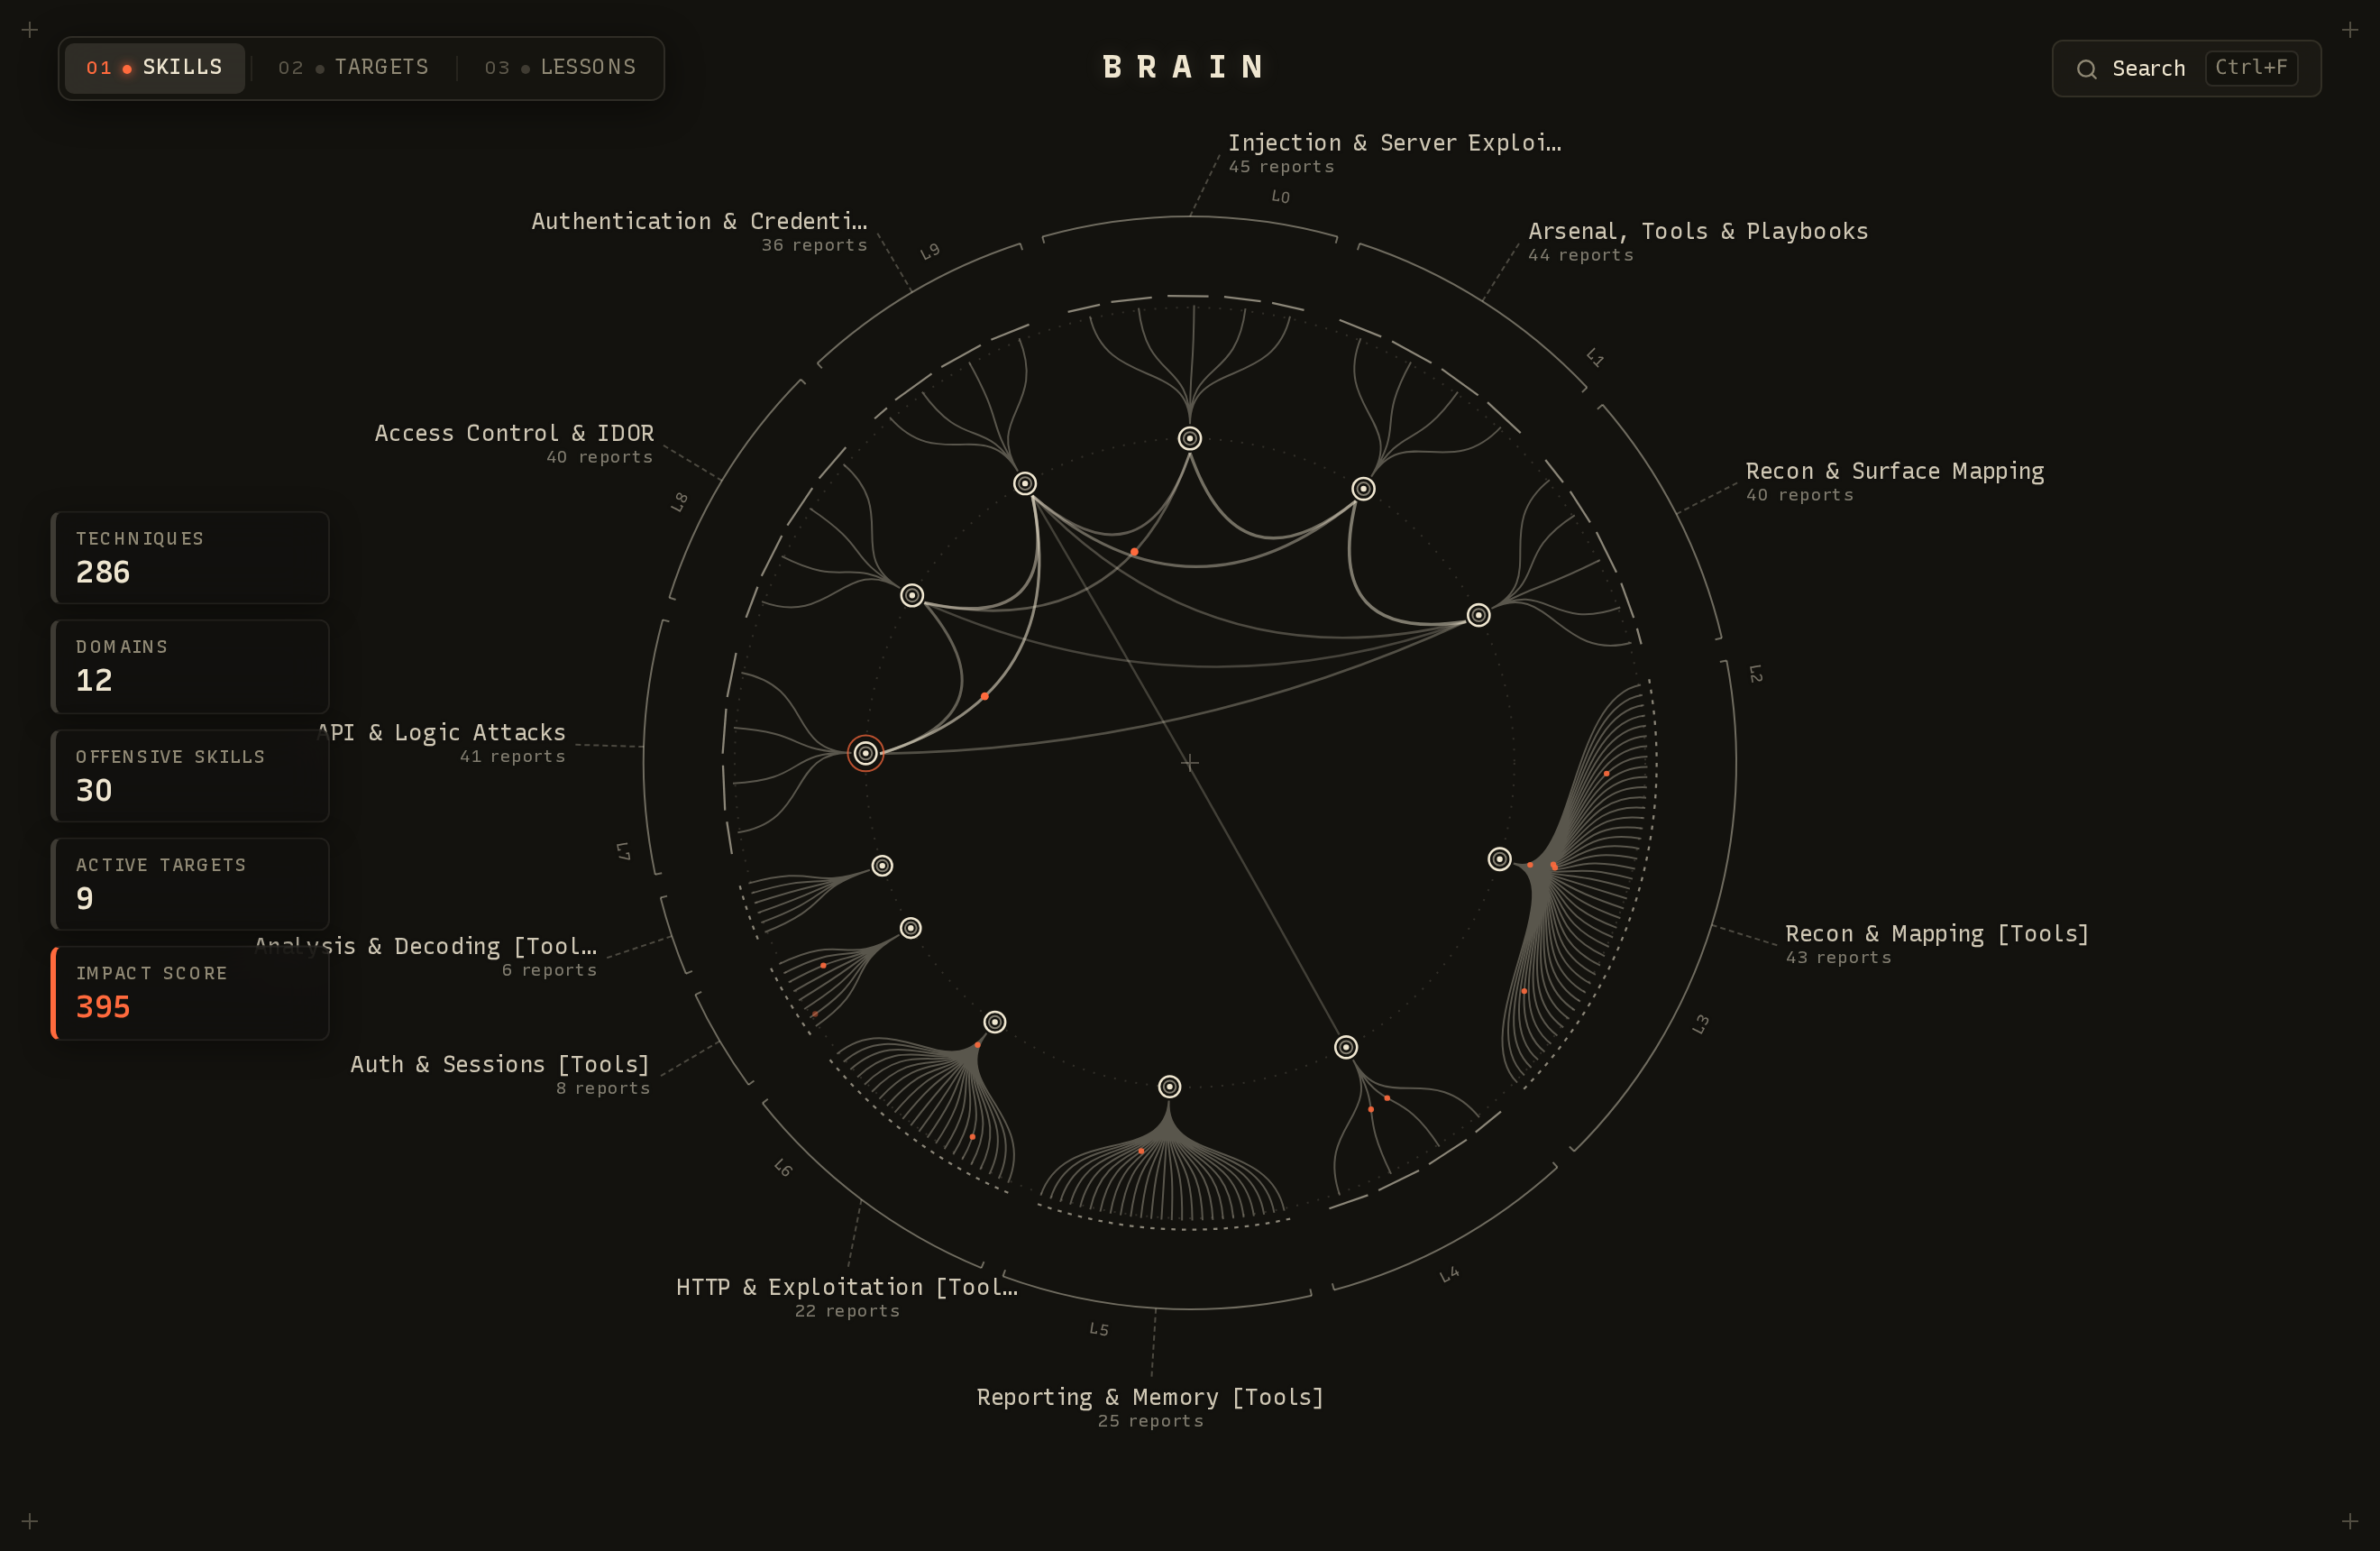 01 SKILLS 02 TARGETS 03 LESSONS
BRAIN
Search Ctrl+F
Injection & Server Exploi…
45 reports
L0
Authentication & Credenti…
36 reports
L9
Arsenal, Tools & Playbooks
44 reports
L1
Access Control & IDOR
40 reports
L8
Recon & Surface Mapping
40 reports
L2
TECHNIQUES
286
DOMAINS
12
OFFENSIVE SKILLS
30
ACTIVE TARGETS
9
IMPACT SCORE
395
API & Logic Attacks
41 reports
L7
Analysis & Decoding [Tool…
6 reports
Recon & Mapping [Tools]
43 reports
L3
Auth & Sessions [Tools]
8 reports
L6
HTTP & Exploitation [Tool…
22 reports
L4
L5
Reporting & Memory [Tools]
25 reports